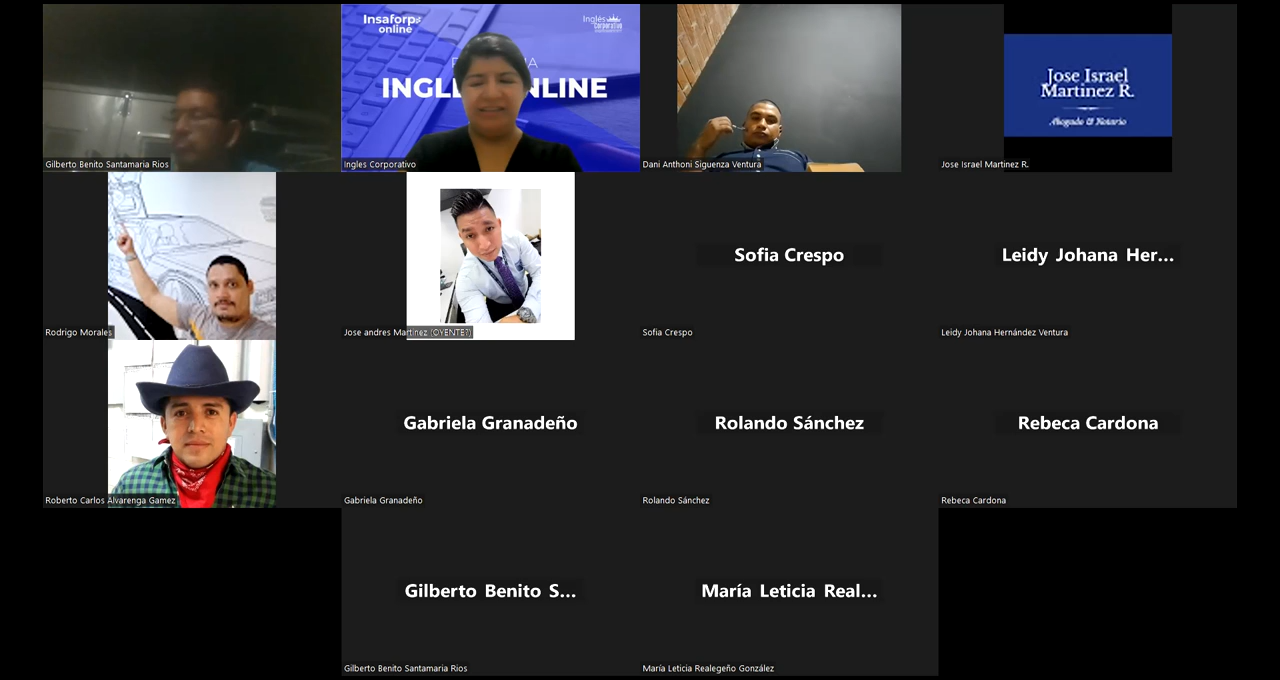 Insaforp
online
Inglés
Corporativo
INGL NLINE
Gilberto Benito Santamaria Rios
Ingles Corporativo
Dani Anthoni Siguenza Ventura
Jose Israel
Martinez R.
Abogado & Notario
Jose Israel Martinez R.
Rodrigo Morales
Jose andres Martinez (OYENTE?)
Sofia Crespo
Sofia Crespo
Leidy Johana Her...
Leidy Johana Hernández Ventura
Roberto Carlos Alvarenga Gamez
Gabriela Granadeño
Gabriela Granadeño
Rolando Sánchez
Rolando Sánchez
Rebeca Cardona
Rebeca Cardona
Gilberto Benito S...
Gilberto Benito Santamaria Rios
María Leticia Real...
María Leticia Realegeño González